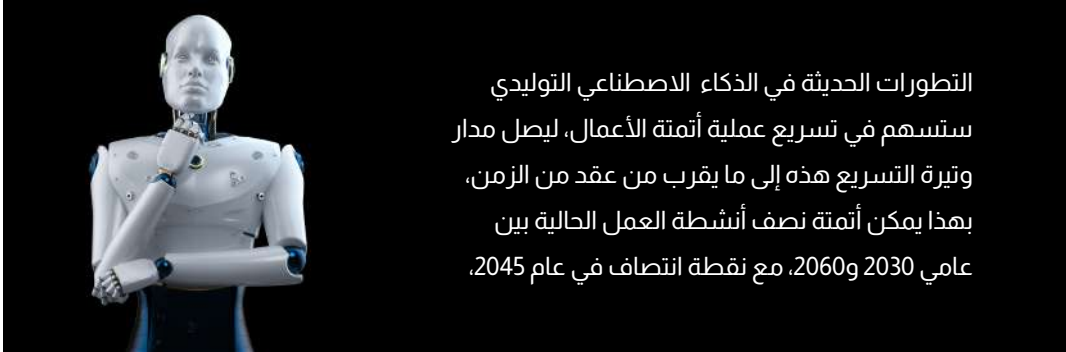 التطورات الحديثة في الذكاء الاصطناعي التوليدي
ستسهم في تسريع عملية أتمتة الأعمال، ليصل مدار
وتيرة التسريع هذه إلى ما يقرب من عقد من الزمن،
بهذا يمكن أتمتة نصف أنشطة العمل الحالية بين
عامي 2030 و2060، مع نقطة انتصاف في عام 2045،